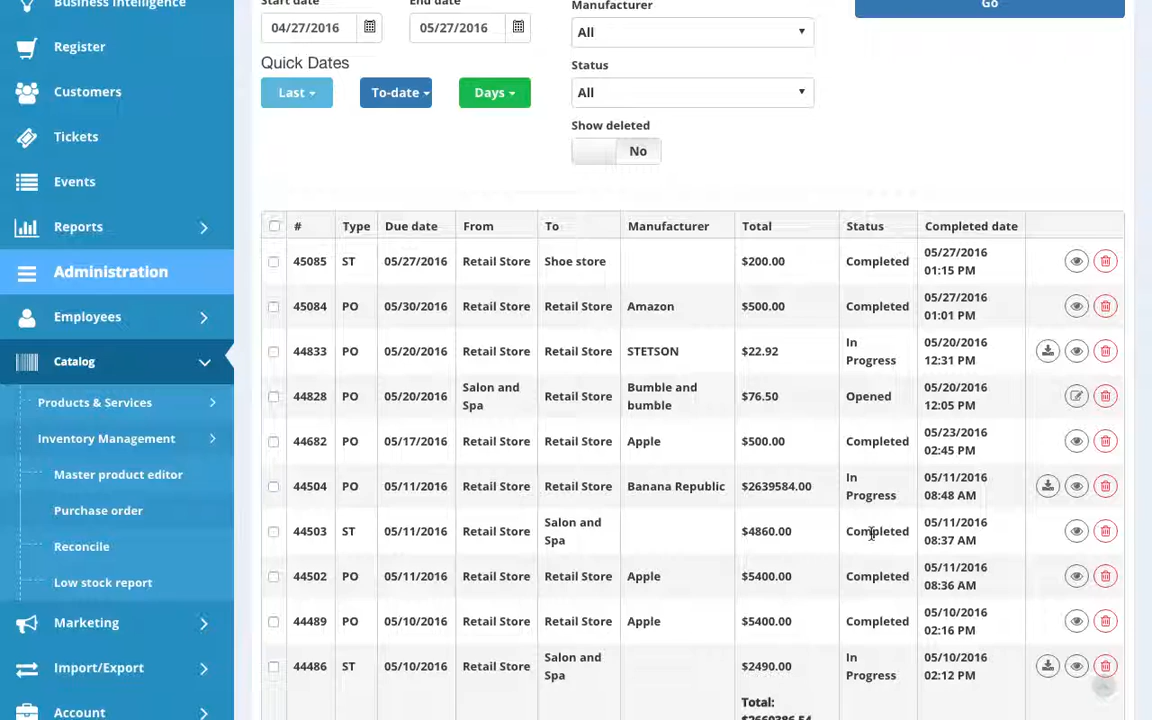 Business Intelligence
Register
Customers
Tickets
Events
Reports
Administration
Employees
Catalog
Products & Services
Inventory Management
Master product editor
Purchase order
Reconcile
Low stock report
Marketing
Import/Export
Account
Start date
End date
04/27/2016
05/27/2016
Quick Dates
Last
To-date
Days
Manufacturer
All
Status
All
Show deleted
No
Go
# Type Due date From To Manufacturer Total Status Completed date
45085 ST 05/27/2016 Retail Store Shoe store $200.00 Completed 05/27/2016
01:15 PM
45084 PO 05/30/2016 Retail Store Retail Store Amazon $500.00 Completed 05/27/2016
01:01 PM
44833 PO 05/20/2016 Retail Store Retail Store STETSON $22.92 In 05/20/2016
Progress 12:31 PM
44828 PO 05/20/2016 Salon and Retail Store Bumble and $76.50 Opened 05/20/2016
Spa bumble 12:05 PM
44682 PO 05/17/2016 Retail Store Retail Store Apple $500.00 Completed 05/23/2016
02:45 PM
44504 PO 05/11/2016 Retail Store Retail Store Banana Republic $2639584.00 In 05/11/2016
Progress 08:48 AM
44503 ST 05/11/2016 Retail Store Salon and $4860.00 Completed 05/11/2016
Spa 08:37 AM
44502 PO 05/11/2016 Retail Store Retail Store Apple $5400.00 Completed 05/11/2016
08:36 AM
44489 PO 05/10/2016 Retail Store Retail Store Apple $5400.00 Completed 05/10/2016
02:16 PM
44486 ST 05/10/2016 Retail Store Salon and $2490.00 In 05/10/2016
Spa Progress 02:12 PM
Total: